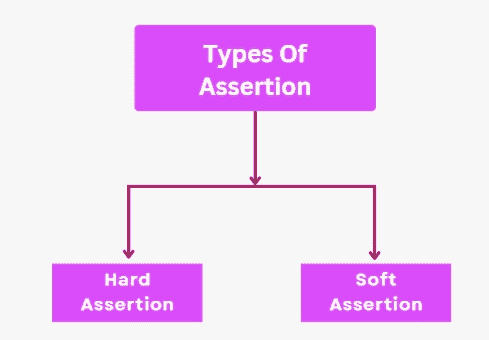 Types Of
Assertion
Hard
Assertion
Soft
Assertion